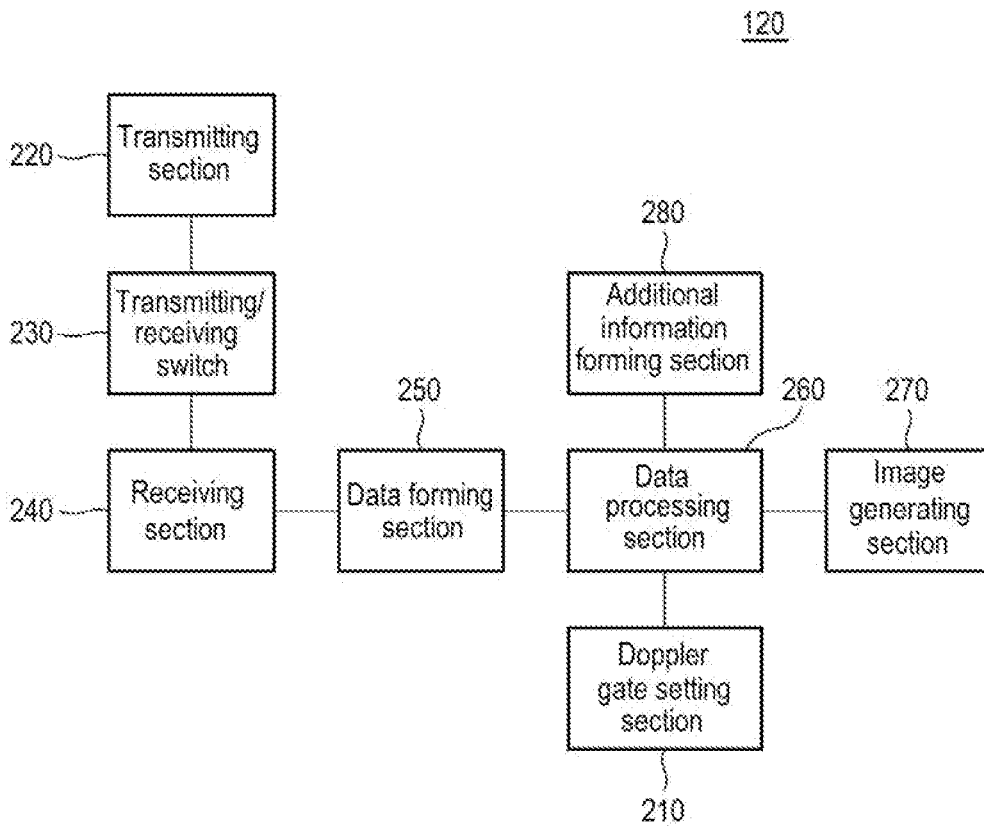 120
220
Transmitting
section
280
230
Transmitting/
receiving
switch
Additional
information
forming section
250
260
270
240
Receiving
section
Data forming
section
Data
processing
section
Image
generating
section
Doppler
gate setting
section
210